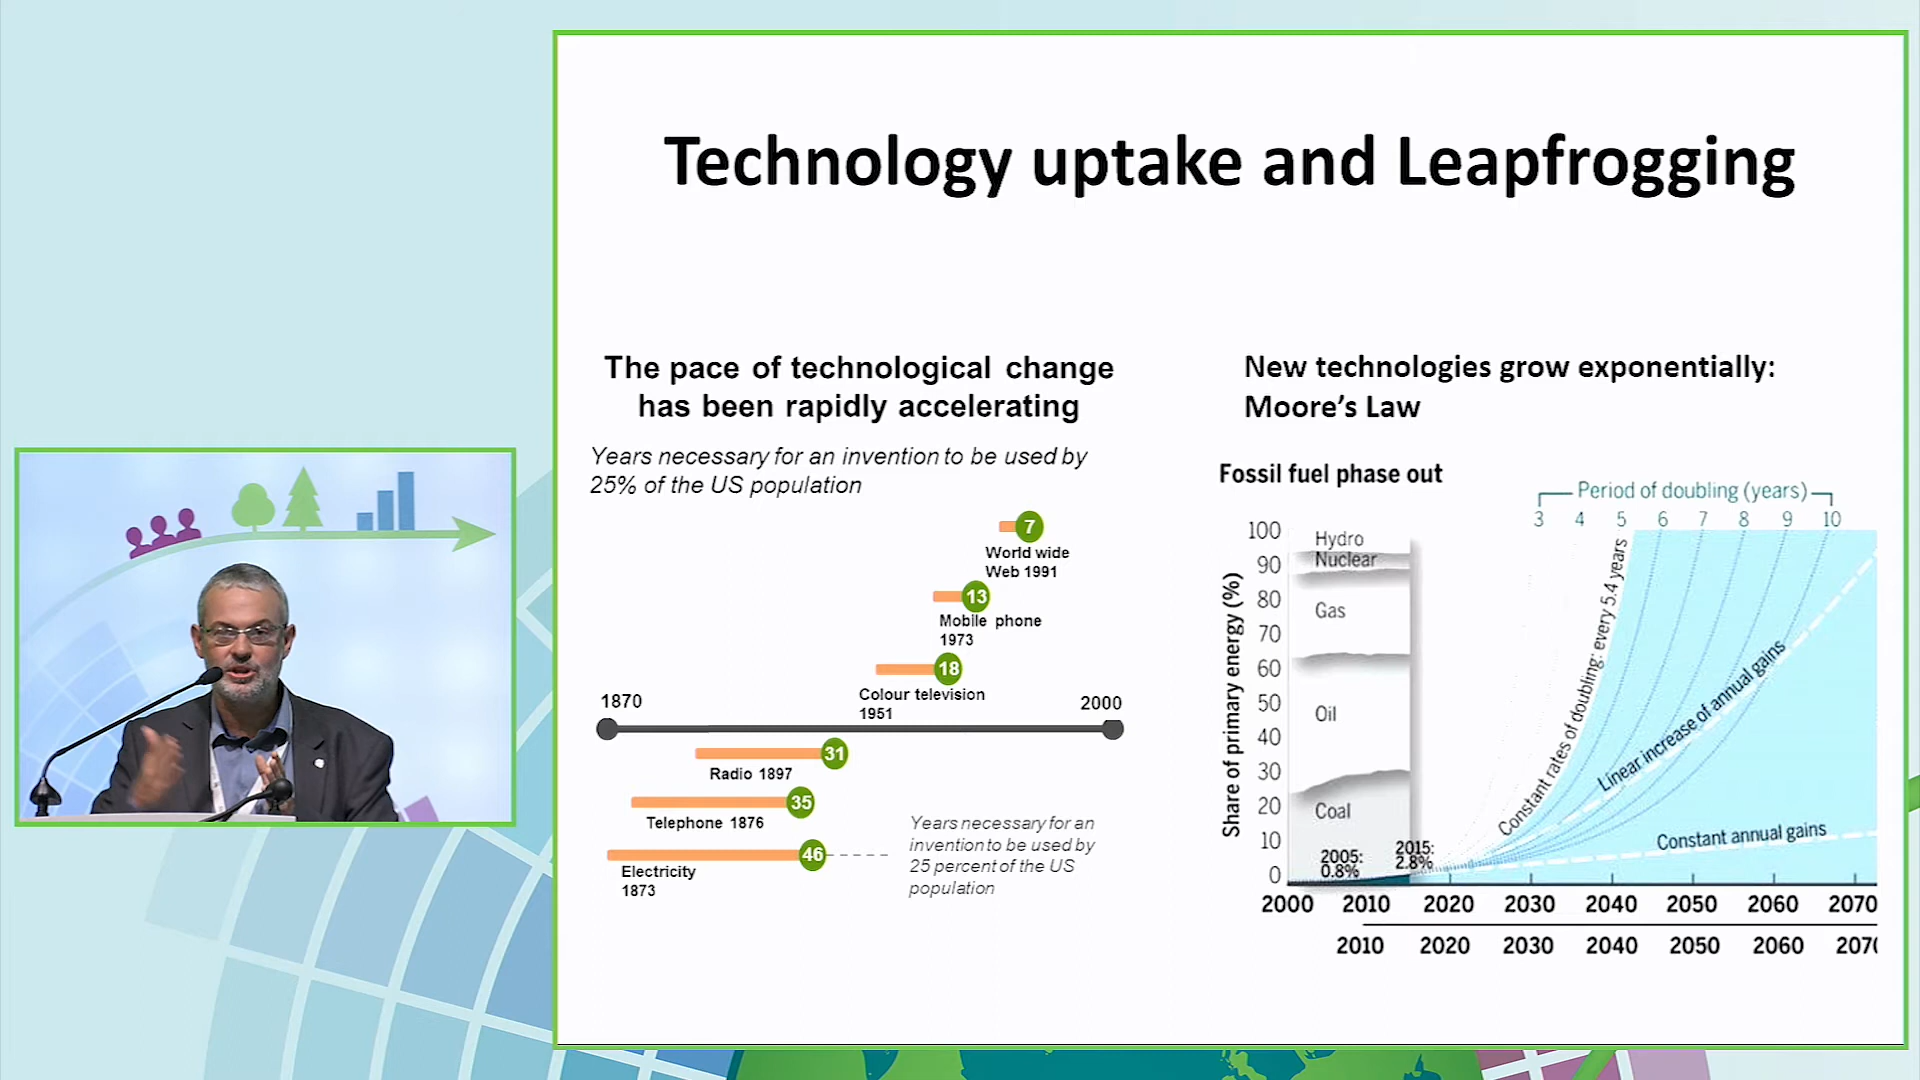 Technology uptake and Leapfrogging
The pace of technological change
has been rapidly accelerating
Years necessary for an invention to be used by
25% of the US population
7
World wide
Web 1991
13
Mobile phone
1973
18
Colour television
1951
1870
2000
31
Radio 1897
35
Telephone 1876
46
Electricity
1873
Years necessary for an
invention to be used by
25 percent of the US
population
New technologies grow exponentially:
Moore's Law
Fossil fuel phase out
Period of doubling (years)
3 4 5 6 7 8 9 10
Share of primary energy (%)
100
90
80
70
60
50
40
30
20
10
0
Hydro
Nuclear
Gas
Oil
Coal
2005:
0.8%
2015:
2.8%
Constant rates of doubling: every 5.4 years
Linear increase of annual gains
Constant annual gains
2000 2010 2020 2030 2040 2050 2060 2070
2010 2020 2030 2040 2050 2060 207